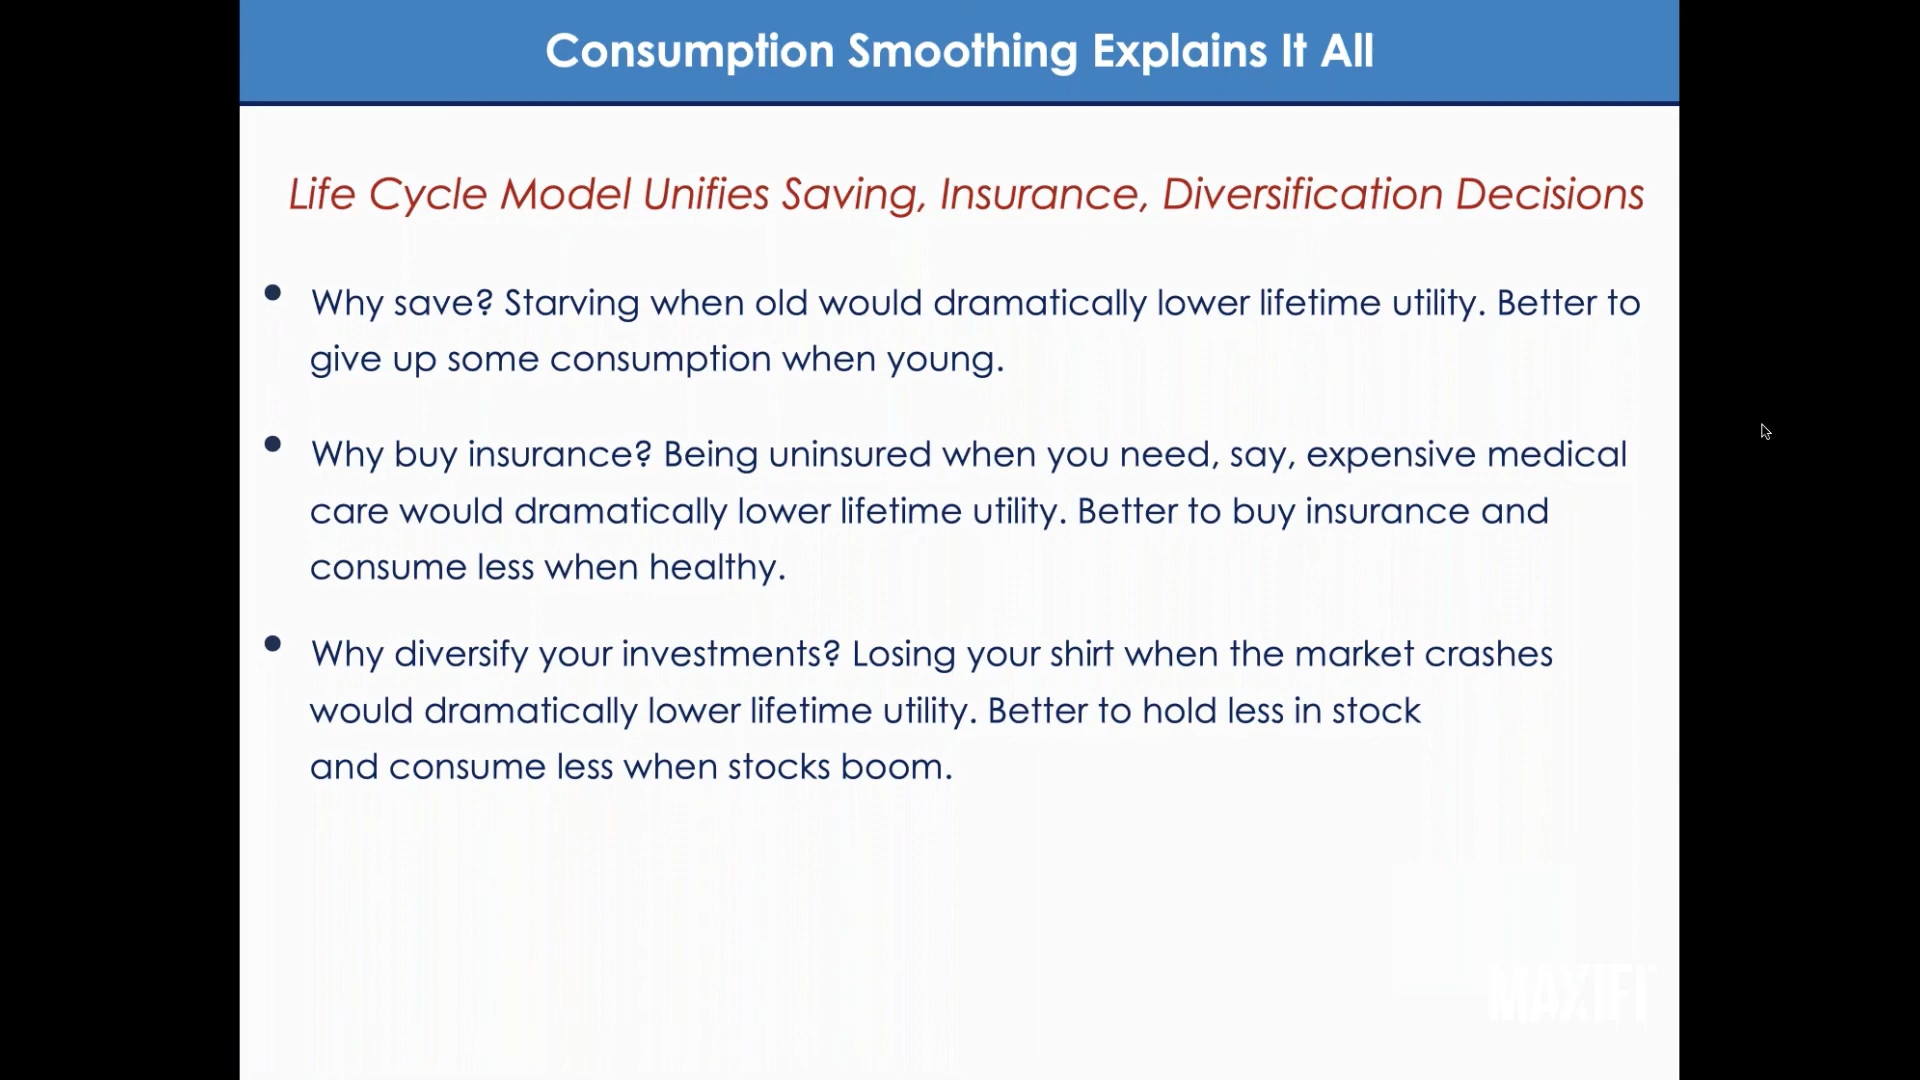 Consumption Smoothing Explains It All
Life Cycle Model Unifies Saving, Insurance, Diversification Decisions
• Why save? Starving when old would dramatically lower lifetime utility. Better to
give up some consumption when young.
• Why buy insurance? Being uninsured when you need, say, expensive medical
care would dramatically lower lifetime utility. Better to buy insurance and
consume less when healthy.
• Why diversify your investments? Losing your shirt when the market crashes
would dramatically lower lifetime utility. Better to hold less in stock
and consume less when stocks boom.
MAXIFI